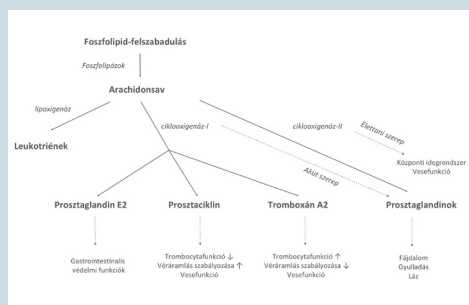 Foszfolipid-felszabadulás
Foszfolipázok
Arachidonsav
lipoxigenáz
ciklooxigenáz-I
ciklooxigenáz-II
Élettani szerep
Leukotriének
Központi idegrendszer
Vesefunkció
Akut szerep
Prosztaglandin E2
Prosztaciklin
Tromboxán A2
Prosztaglandinok
Gastrointestinalis
védelmi funkciók
Trombocytafunkció ↓
Véráramlás szabályozása ↑
Vesefunkció
Trombocytafunkció ↑
Véráramlás szabályozása ↓
Vesefunkció
Fájdalom
Gyulladás
Láz